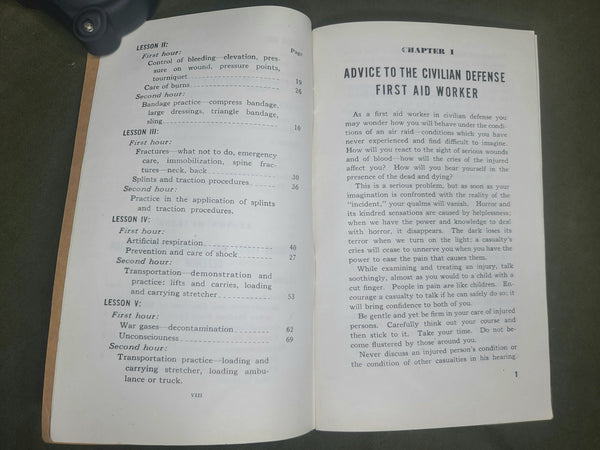 LESSON II:
First hour: Page
Control of bleeding—elevation, pres-
sure on wound, pressure points,
tourniquet 19
Care of burns 26
Second hour:
Bandage practice—compress bandage,
large dressings, triangle bandage,
sling 16
LESSON III:
First hour:
Fractures—what not to do, emergency
care, immobilization, spine frac-
tures—neck, back 30
Splints and traction procedures 36
Second hour:
Practice in the application of splints
and traction procedures.
LESSON IV:
First hour:
Artificial respiration 46
Prevention and care of shock 27
Second hour:
Transportation—demonstration and
practice: lifts and carries, loading
and carrying stretcher 53
LESSON V:
First hour:
War gases—decontamination 62
Unconsciousness 69
Second hour:
Transportation practice—loading and
carrying stretcher, loading ambu-
lance or truck.
VIII
CHAPTER I
ADVICE TO THE CIVILIAN DEFENSE
FIRST AID WORKER
As a first aid worker in civilian defense you
may wonder how you will behave under the condi-
tions of an air raid—conditions which you have
never experienced and find difficult to imagine.
How will you react to the sight of serious wounds
and of blood—how will the cries of the injured
affect you? How will you bear yourself in the
presence of the dead and dying?
This is a serious problem, but as soon as your
imagination is confronted with the reality of the
"incident," your qualms will vanish. Horror and
its kindred sensations are caused by helplessness;
when we have the power and knowledge to deal
with horror, it disappears. The dark loses its
terror when we turn on the light; a casualty's
cries will cease to unnerve you when you have the
power to ease the pain that causes them.
While examining and treating an injury, talk
soothingly, almost as you would to a child with a
cut finger. People in pain are like children. En-
courage a casualty to talk if he can safely do so; it
will bring confidence to both of you.
Be gentle and yet be firm in your care of injured
persons. Carefully think out your course and
then stick to it. Take your time. Do not be-
come flustered by those around you.
Never discuss an injured person's condition or
the condition of other casualties in his hearing.
1